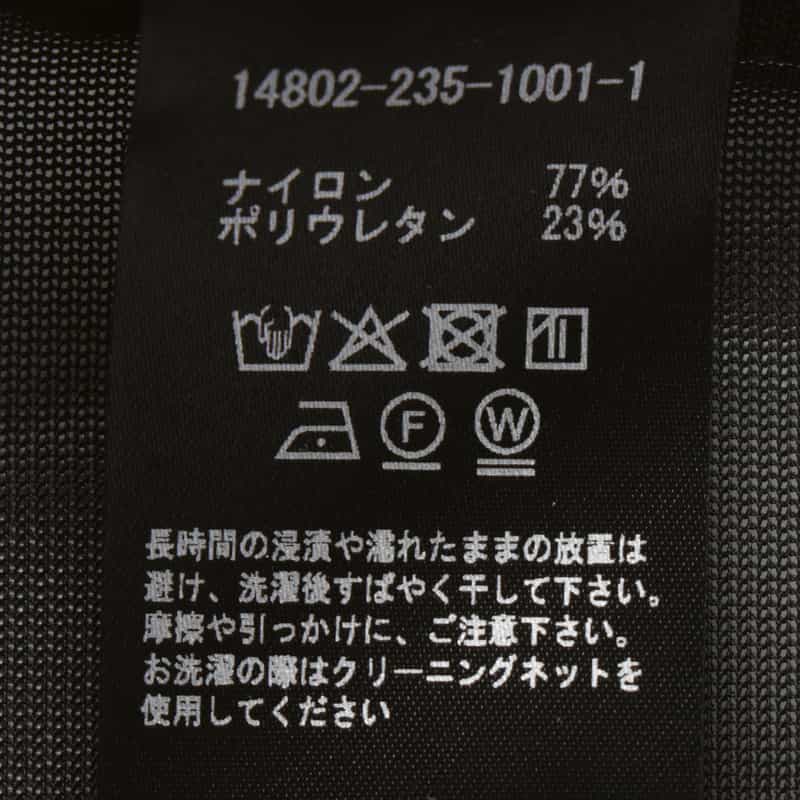 14802-235-1001-1
ナイロン 77%
ポリウレタン 23%
F W
長時間の浸漬や濡れたままの放置は
避け、洗濯後すばやく干して下さい。
摩擦や引っかけに、ご注意下さい。
お洗濯の際はクリーニングネットを
使用してください